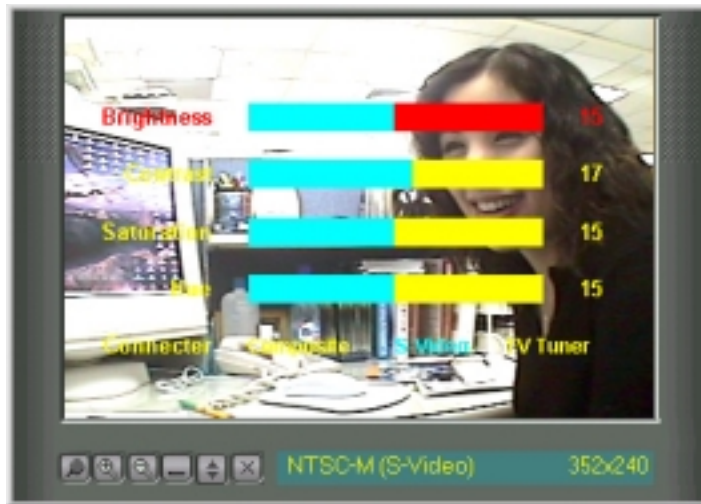 Brightness 15
Contrast 17
Saturation 15
Hue 15
Connecter Composite S-Video TV Tuner
NTSC-M (S-Video) 352x240